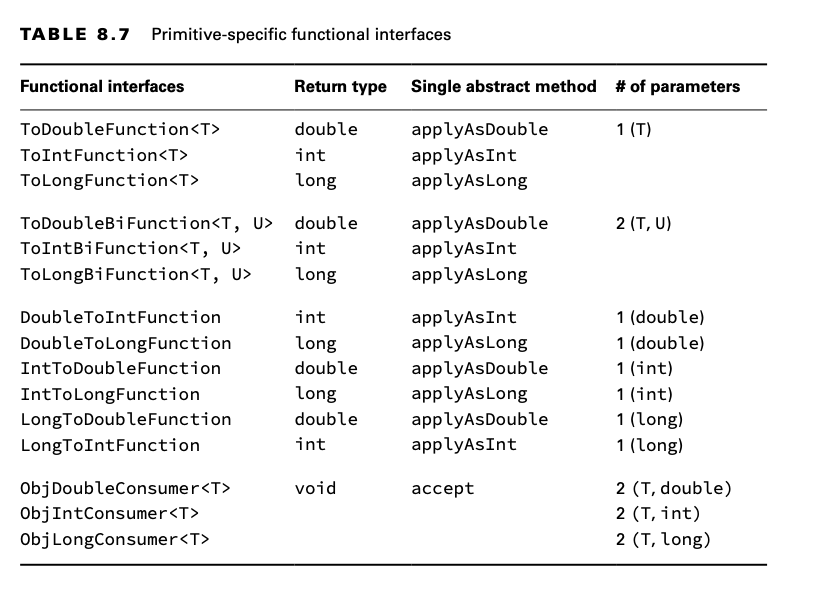 TABLE 8.7 Primitive-specific functional interfaces
Functional interfaces Return type Single abstract method # of parameters
ToDoubleFunction<T> double applyAsDouble 1 (T)
ToIntFunction<T> int applyAsInt
ToLongFunction<T> long applyAsLong
ToDoubleBiFunction<T, U> double applyAsDouble 2 (T, U)
ToIntBiFunction<T, U> int applyAsInt
ToLongBiFunction<T, U> long applyAsLong
DoubleToIntFunction int applyAsInt 1 (double)
DoubleToLongFunction long applyAsLong 1 (double)
IntToDoubleFunction double applyAsDouble 1 (int)
IntToLongFunction long applyAsLong 1 (int)
LongToDoubleFunction double applyAsDouble 1 (long)
LongToIntFunction int applyAsInt 1 (long)
ObjDoubleConsumer<T> void accept 2 (T, double)
ObjIntConsumer<T> 2 (T, int)
ObjLongConsumer<T> 2 (T, long)